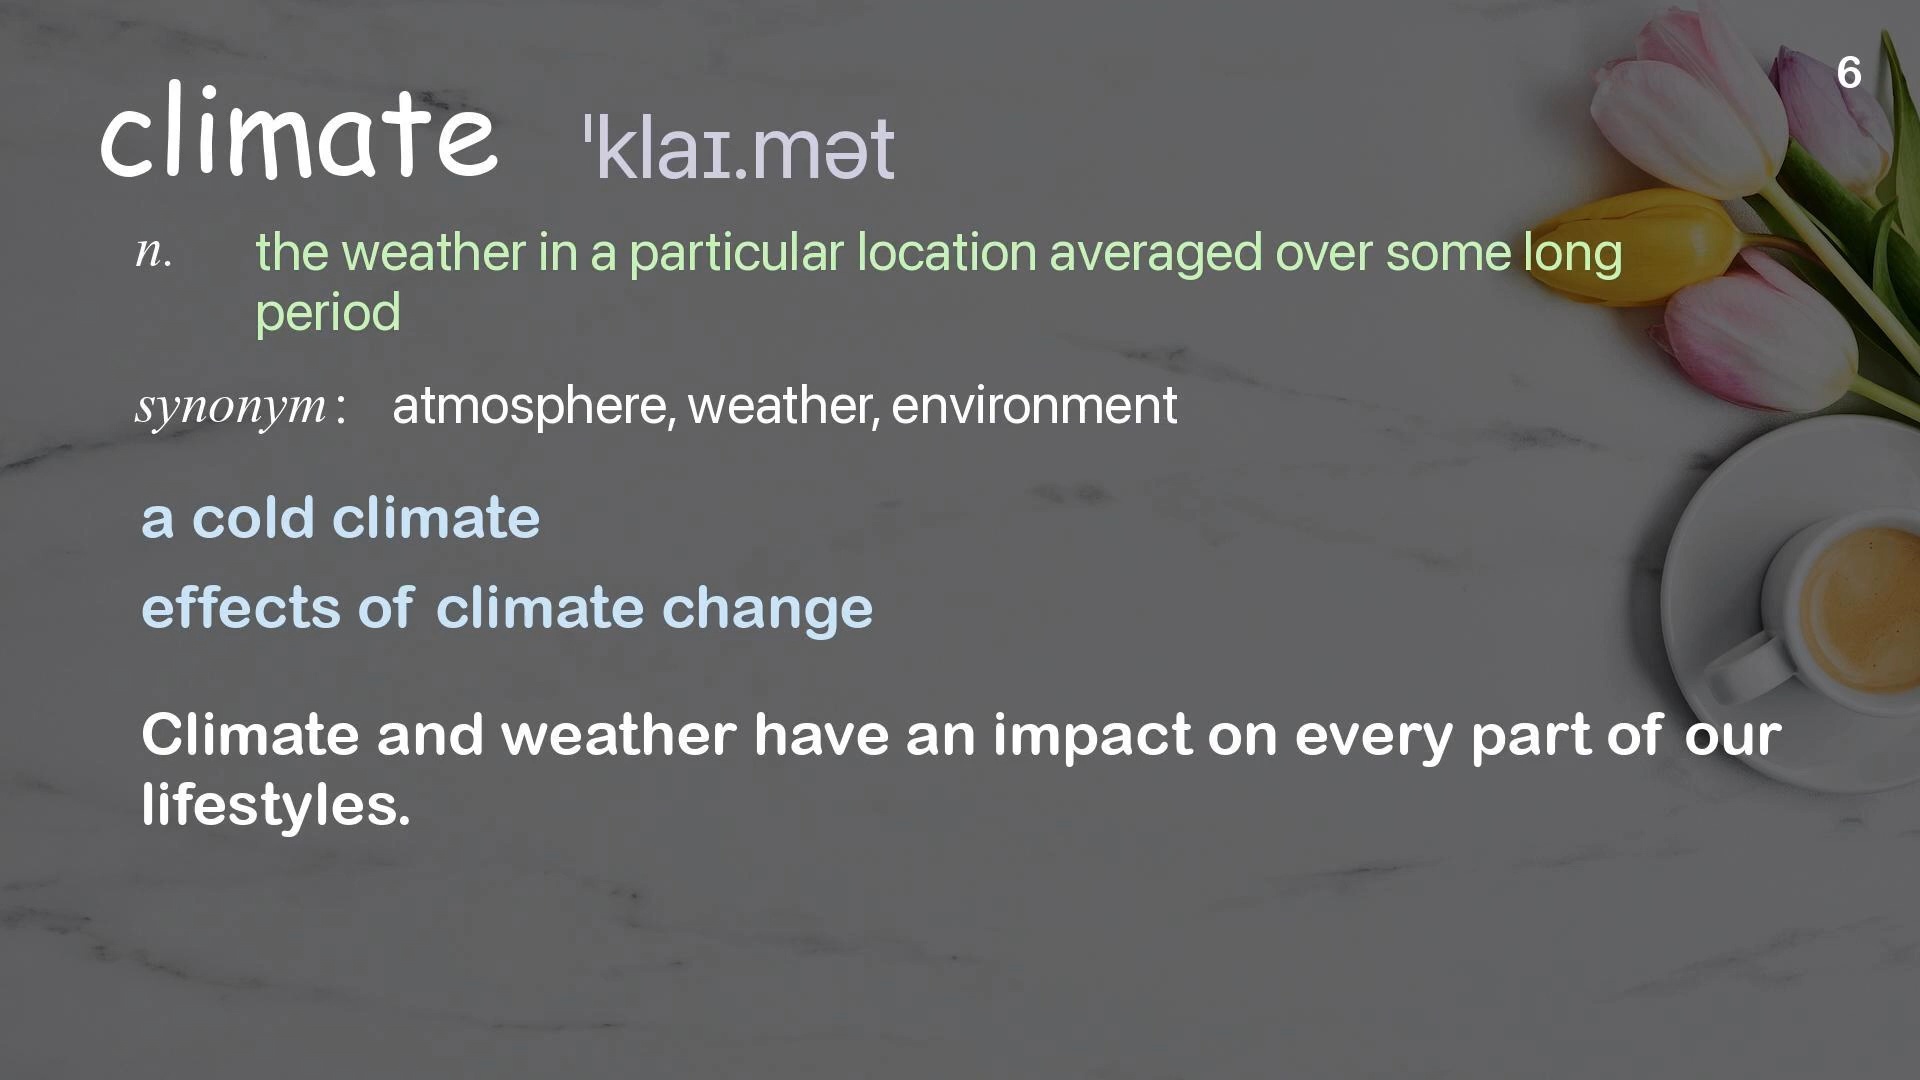 6
climate ˈklaɪ.mət
n. the weather in a particular location averaged over some long
period
synonym: atmosphere, weather, environment
a cold climate
effects of climate change
Climate and weather have an impact on every part of our
lifestyles.